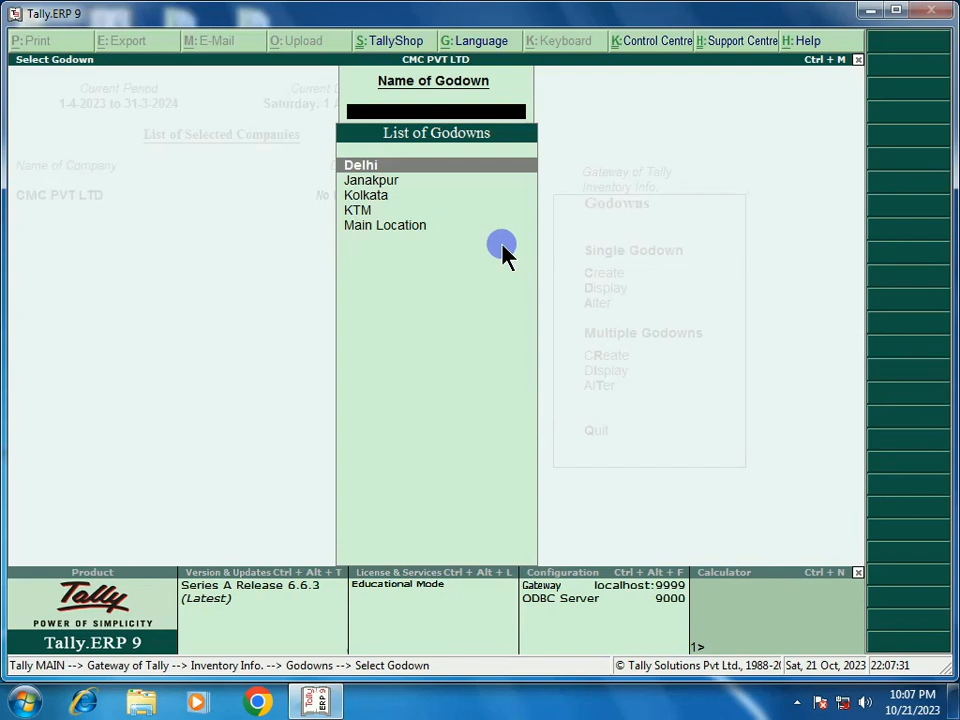 Tally.ERP 9
P: Print E: Export M: E-Mail O: Upload S: TallyShop G: Language K: Keyboard K: Control Centre H: Support Centre H: Help
Select Godown CMC PVT LTD Ctrl + M
Name of Godown
Current Period
1-4-2023 to 31-3-2024
Saturday, 1
List of Selected Companies
Name of Company
CMC PVT LTD
List of Godowns
Delhi
Janakpur
Kolkata
KTM
Main Location
Gateway of Tally
Inventory Info.
Godowns
Single Godown
Create
Display
Alter
Multiple Godowns
CReate
DIsplay
AlTer
Quit
Product Version & Updates Ctrl + Alt + T License & Services Ctrl + Alt + L Configuration Ctrl + Alt + F Calculator Ctrl + N
Tally
POWER OF SIMPLICITY
Tally.ERP 9
Series A Release 6.6.3
(Latest)
Educational Mode
Gateway localhost:9999
ODBC Server 9000
1>
Tally MAIN --> Gateway of Tally --> Inventory Info. --> Godowns --> Select Godown © Tally Solutions Pvt Ltd., 1988-20 Sat, 21 Oct, 2023 22:07:31
10:07 PM
10/21/2023